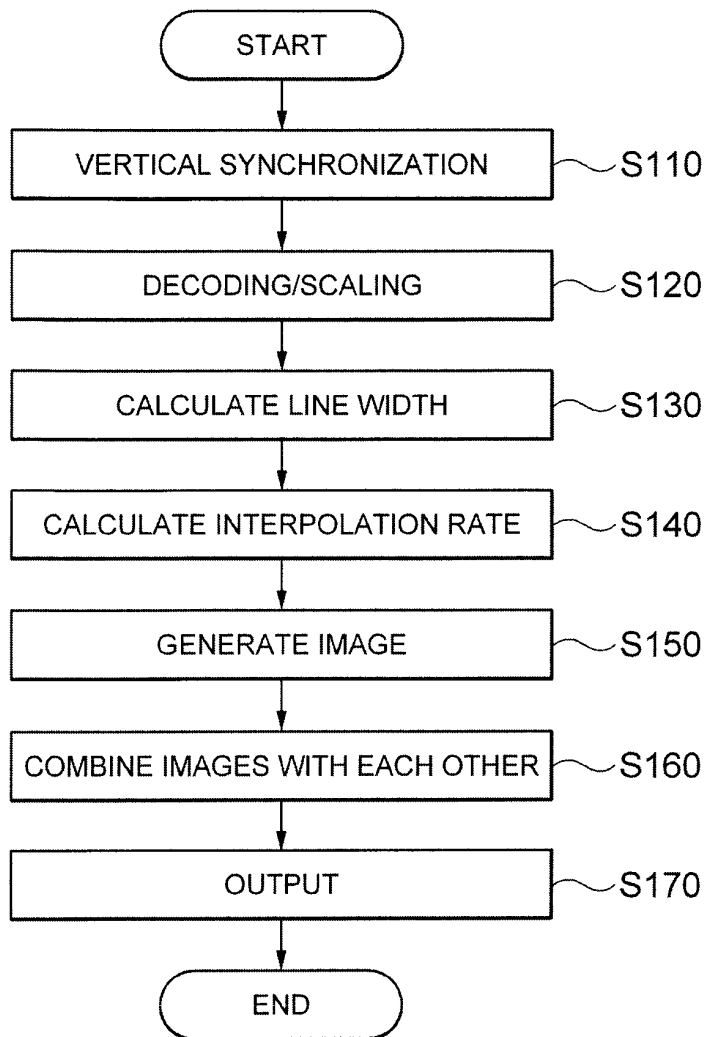 START
VERTICAL SYNCHRONIZATION S110
DECODING/SCALING S120
CALCULATE LINE WIDTH S130
CALCULATE INTERPOLATION RATE S140
GENERATE IMAGE S150
COMBINE IMAGES WITH EACH OTHER S160
OUTPUT S170
END